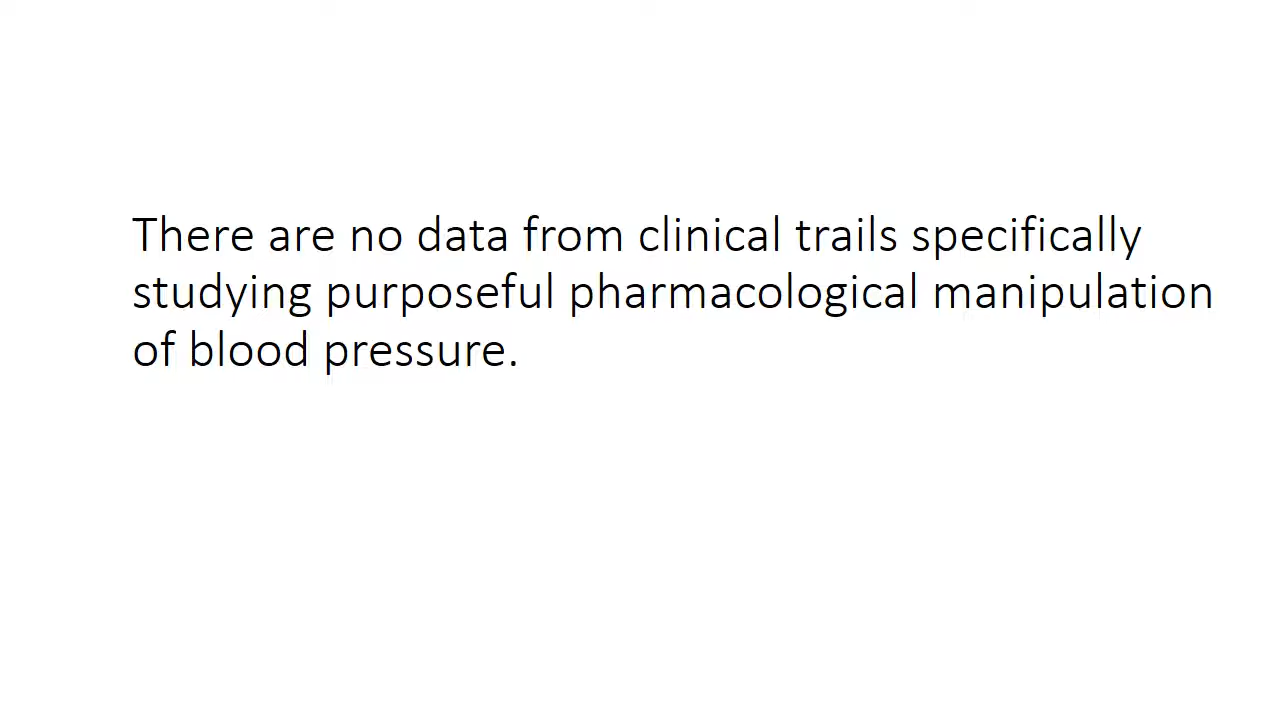 There are no data from clinical trails specifically
studying purposeful pharmacological manipulation
of blood pressure.